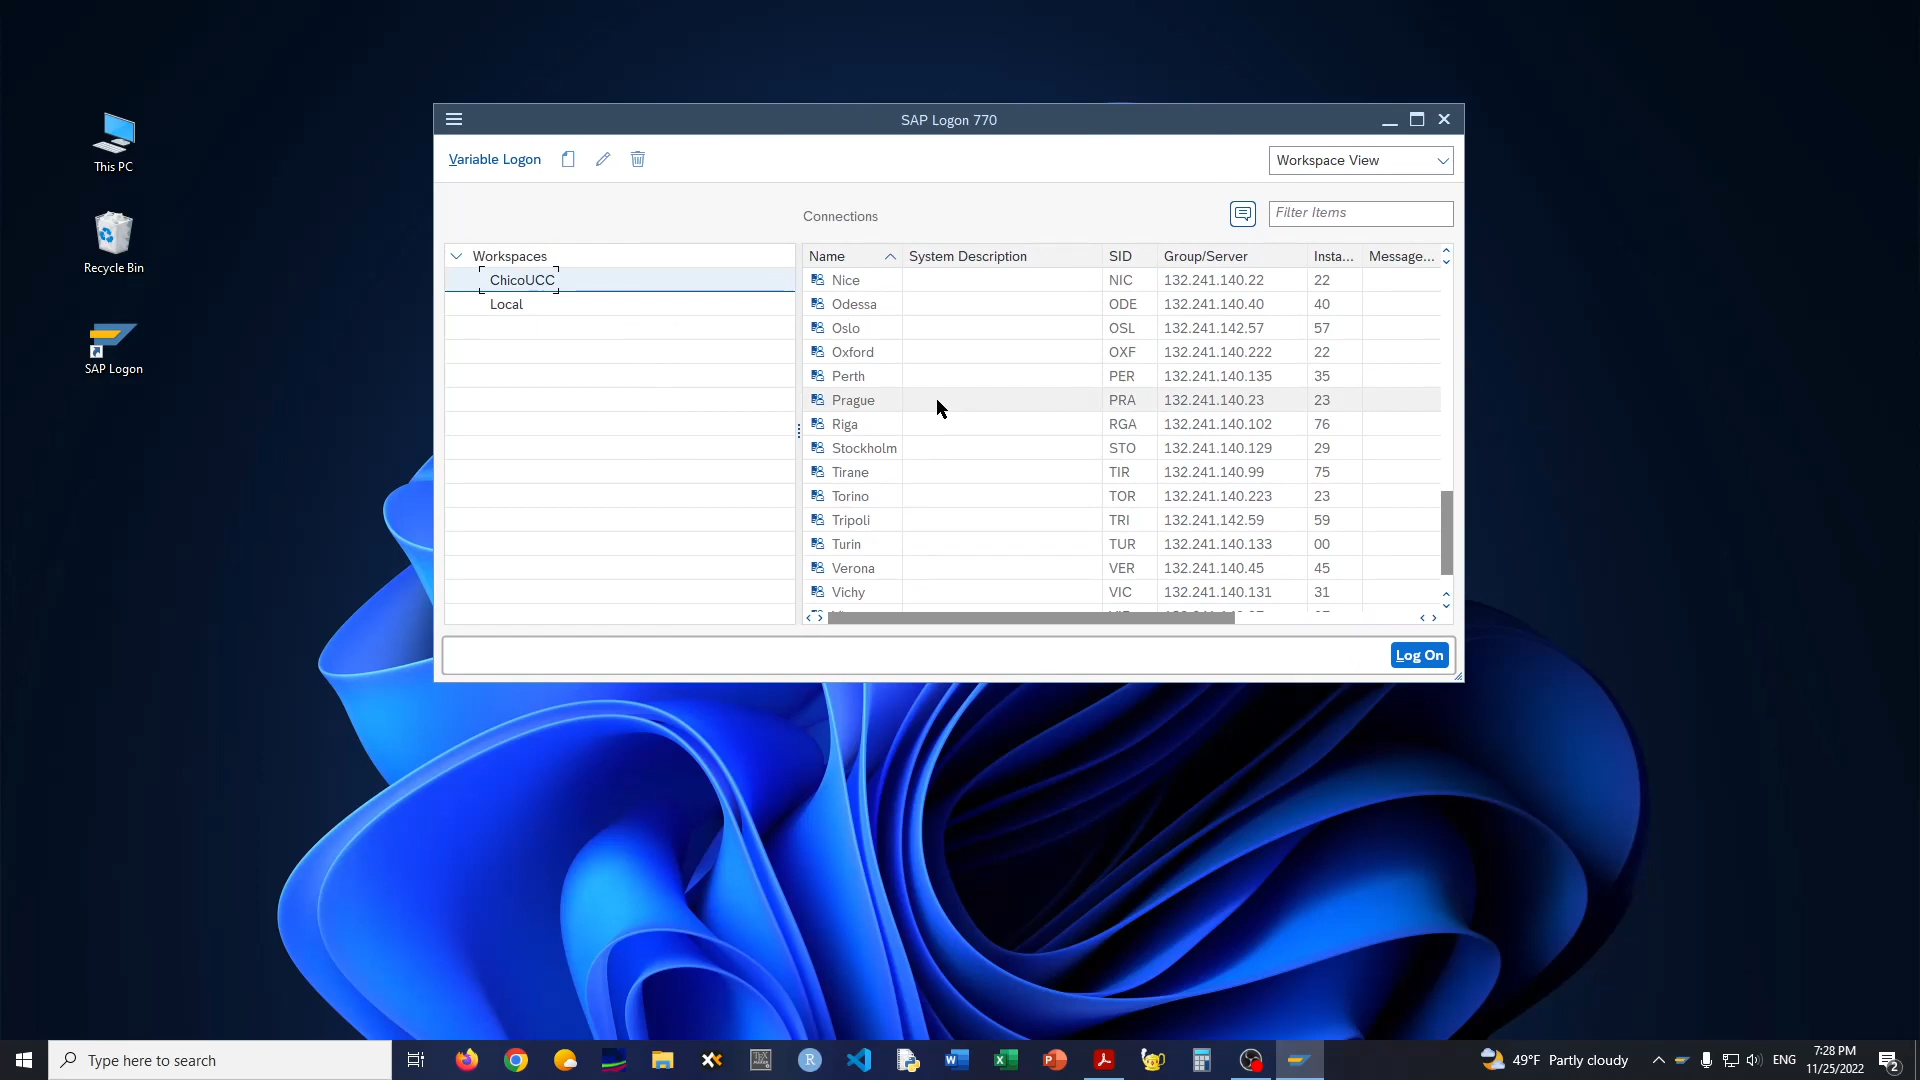 This PC
Recycle Bin
SAP Logon
SAP Logon 770
Variable Logon
Workspace View
Connections
Filter Items
Workspaces
ChicoUCC
Local
Name System Description SID Group/Server Insta... Message...
Nice NIC 132.241.140.22 22
Odessa ODE 132.241.140.40 40
Oslo OSL 132.241.142.57 57
Oxford OXF 132.241.140.222 22
Perth PER 132.241.140.135 35
Prague PRA 132.241.140.23 23
Riga RGA 132.241.140.102 76
Stockholm STO 132.241.140.129 29
Tirane TIR 132.241.140.99 75
Torino TOR 132.241.140.223 23
Tripoli TRI 132.241.142.59 59
Turin TUR 132.241.140.133 00
Verona VER 132.241.140.45 45
Vichy VIC 132.241.140.131 31
Log On
Type here to search
49°F Partly cloudy
ENG
7:28 PM
11/25/2022
2